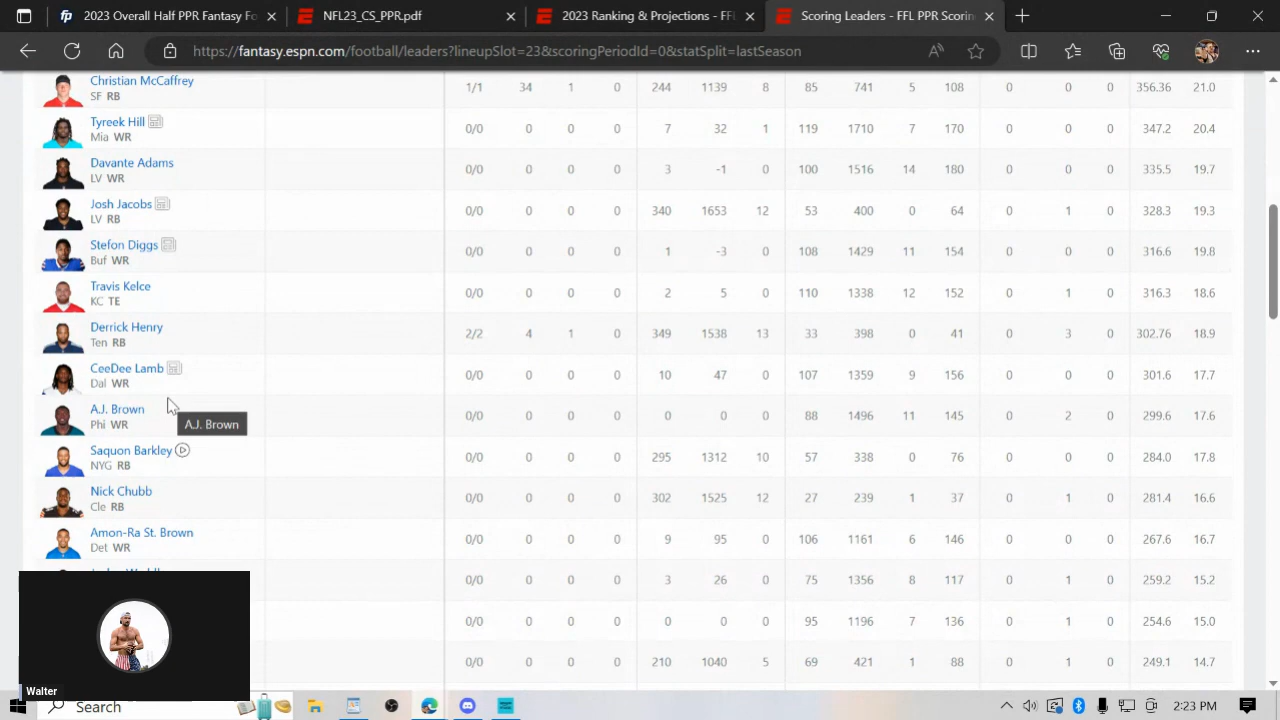 2023 Overall Half PPR Fantasy Fo
NFL23_CS_PPR.pdf
2023 Ranking & Projections - FFL
Scoring Leaders - FFL PPR Scorin
https://fantasy.espn.com/football/leaders?lineupSlot=23&scoringPeriodId=0&statSplit=lastSeason
Christian McCaffrey
SF RB
1/1 34 1 0 244 1139 8 85 741 5 108 0 0 0 356.36 21.0
Tyreek Hill
Mia WR
0/0 0 0 0 7 32 1 119 1710 7 170 0 0 0 347.2 20.4
Davante Adams
LV WR
0/0 0 0 0 3 -1 0 100 1516 14 180 0 0 0 335.5 19.7
Josh Jacobs
LV RB
0/0 0 0 0 340 1653 12 53 400 0 64 0 1 0 328.3 19.3
Stefon Diggs
Buf WR
0/0 0 0 0 1 -3 0 108 1429 11 154 0 0 0 316.6 19.8
Travis Kelce
KC TE
0/0 0 0 0 2 5 0 110 1338 12 152 0 1 0 316.3 18.6
Derrick Henry
Ten RB
2/2 4 1 0 349 1538 13 33 398 0 41 0 3 0 302.76 18.9
CeeDee Lamb
Dal WR
0/0 0 0 0 10 47 0 107 1359 9 156 0 0 0 301.6 17.7
A.J. Brown
Phi WR
A.J. Brown
0/0 0 0 0 0 0 0 88 1496 11 145 0 2 0 299.6 17.6
Saquon Barkley
NYG RB
0/0 0 0 0 295 1312 10 57 338 0 76 0 1 0 284.0 17.8
Nick Chubb
Cle RB
0/0 0 0 0 302 1525 12 27 239 1 37 0 1 0 281.4 16.6
Amon-Ra St. Brown
Det WR
0/0 0 0 0 9 95 0 106 1161 6 146 0 0 0 267.6 16.7
0/0 0 0 0 3 26 0 75 1356 8 117 0 1 0 259.2 15.2
0/0 0 0 0 0 0 0 95 1196 7 136 0 1 0 254.6 15.0
0/0 0 0 0 210 1040 5 69 421 1 88 0 1 0 249.1 14.7
Walter
Search
2:23 PM